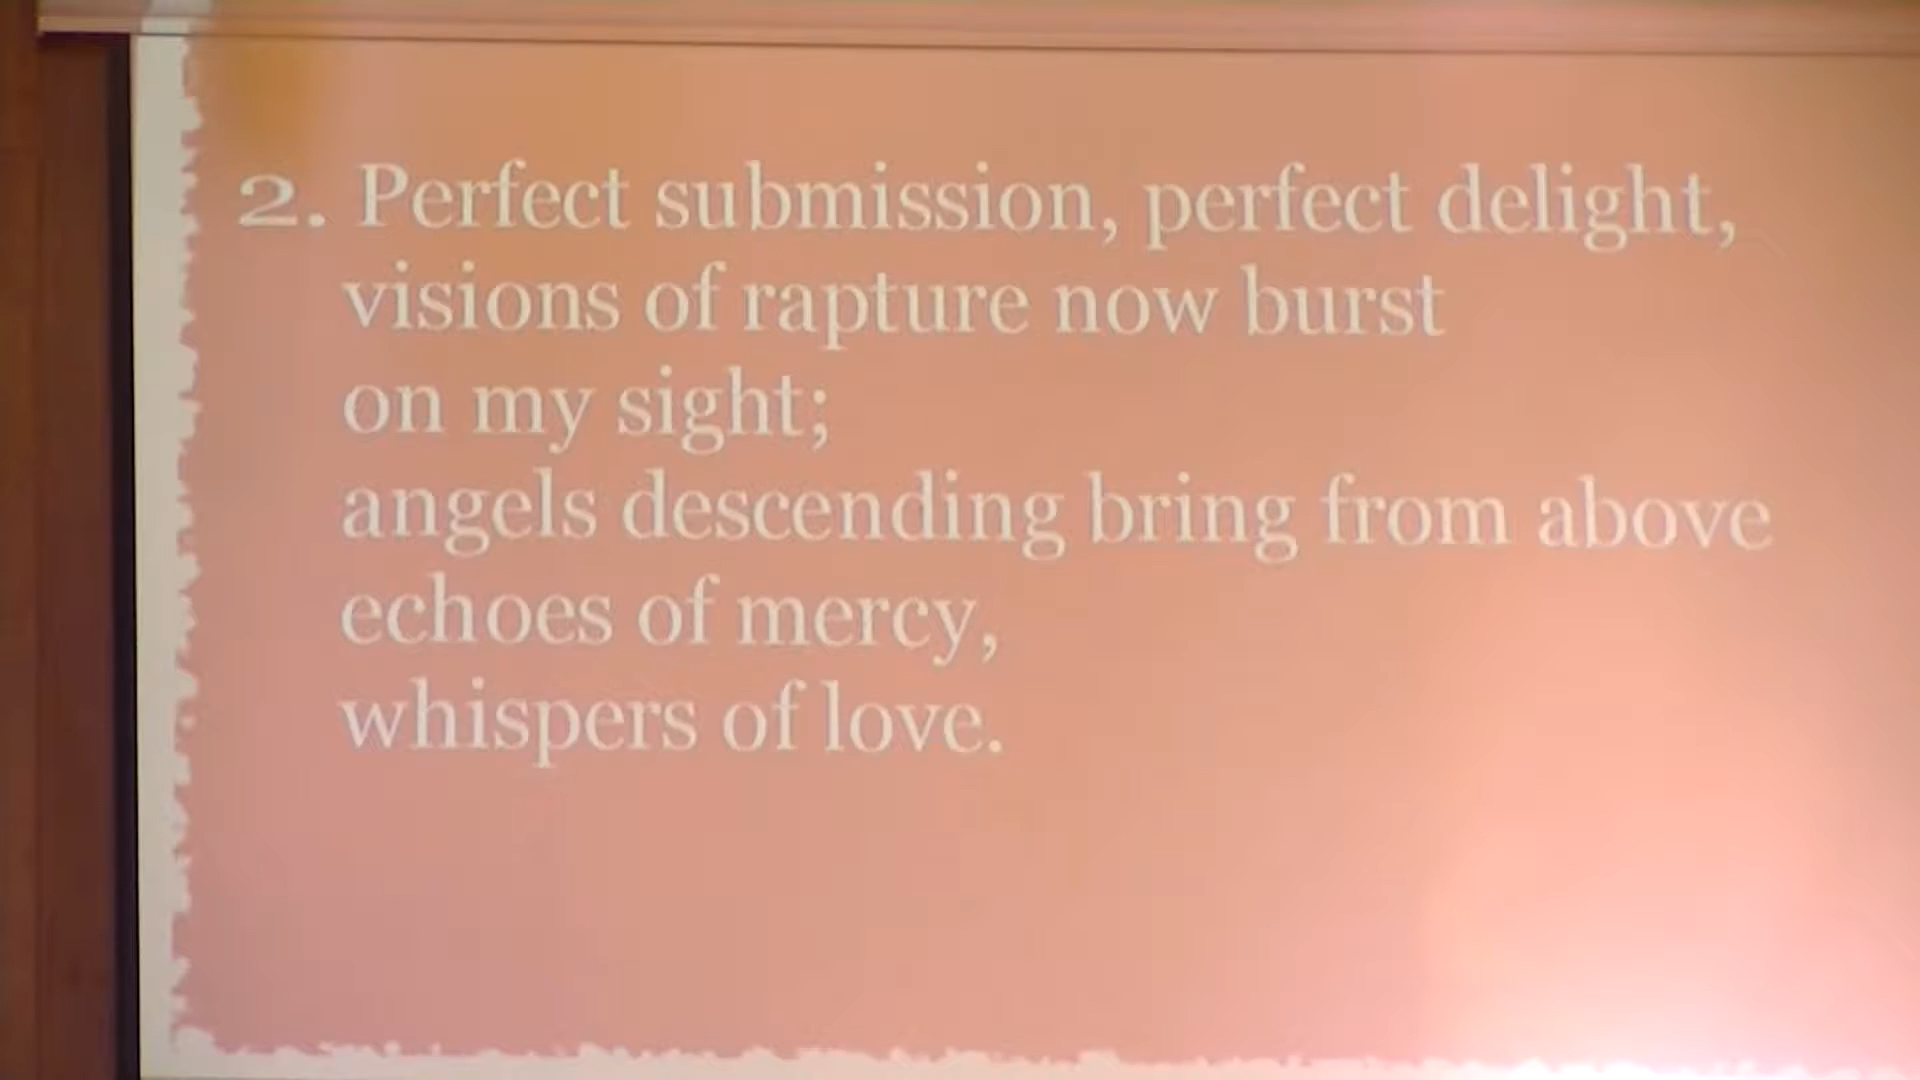 2. Perfect submission, perfect delight,
visions of rapture now burst
on my sight;
angels descending bring from above
echoes of mercy,
whispers of love.